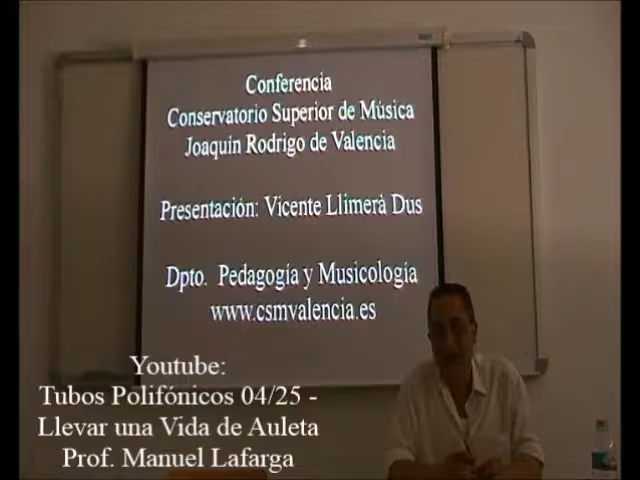 Conferencia
Conservatorio Superior de Música
Joaquín Rodrigo de Valencia
Presentación: Vicente Llimerà Dus
Dpto. Pedagogía y Musicología
www.csmvalencia.es
Youtube:
Tubos Polifónicos 04/25 -
Llevar una Vida de Auleta
Prof. Manuel Lafarga